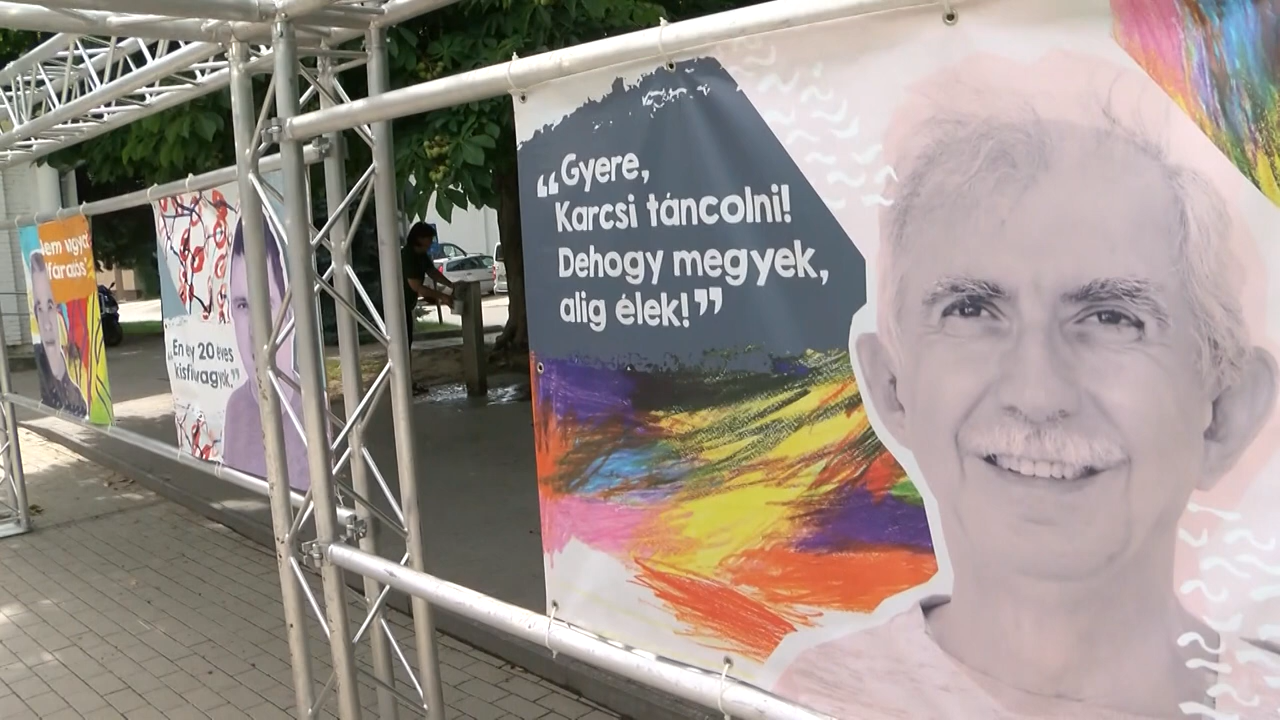 “Gyere,
Karcsi táncolni!
Dehogy megyek,
alig élek!”
„Én egy 20 éves
kisfiú vagyok.”